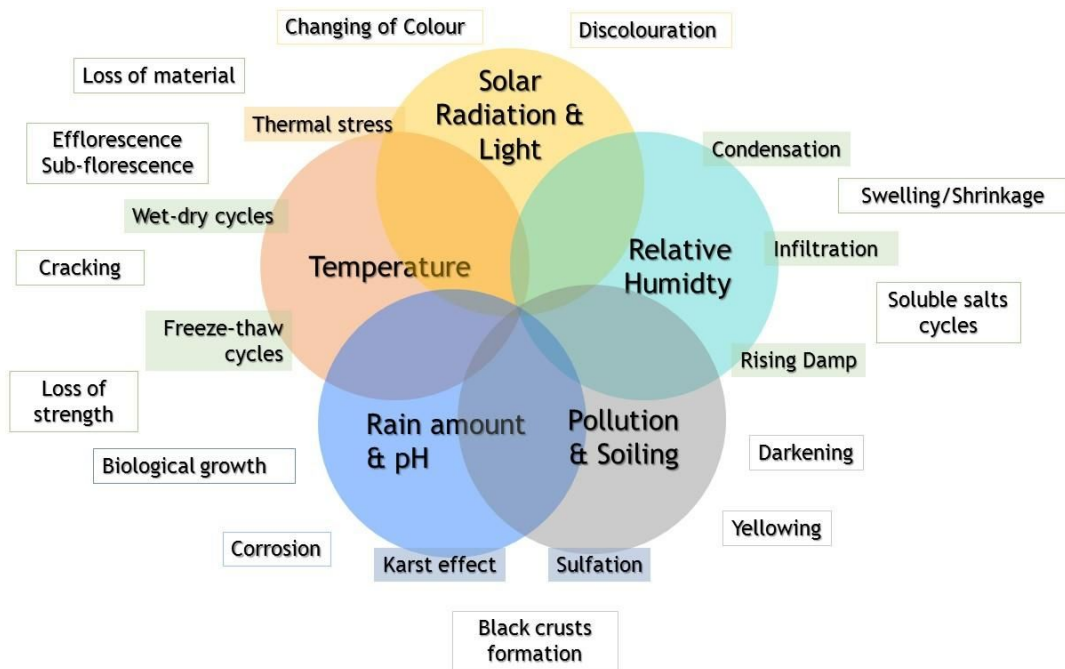 Changing of Colour
Discolouration
Solar
Radiation &
Light
Loss of material
Thermal stress
Efflorescence
Sub-florescence
Condensation
Swelling/Shrinkage
Wet-dry cycles
Temperature
Relative
Humidty
Infiltration
Cracking
Soluble salts
cycles
Freeze-thaw
cycles
Rising Damp
Loss of
strength
Rain amount
& pH
Pollution
& Soiling
Biological growth
Darkening
Yellowing
Corrosion
Karst effect
Sulfation
Black crusts
formation